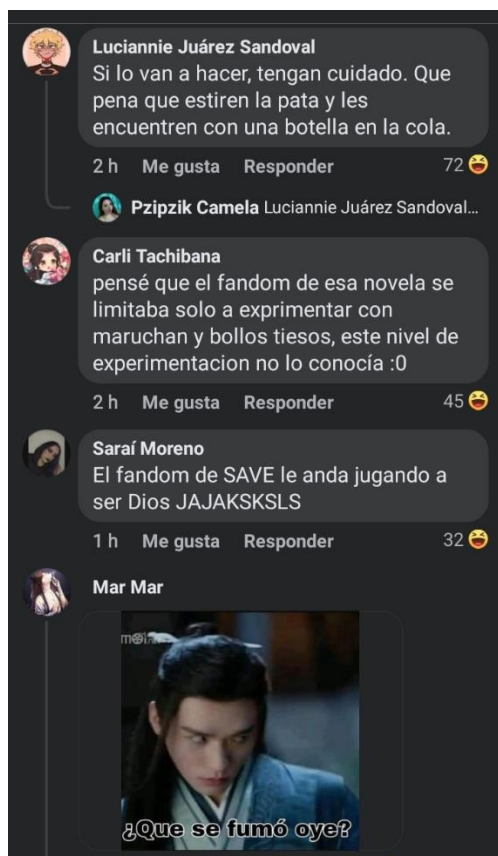 Luciannie Juárez Sandoval
Si lo van a hacer, tengan cuidado. Que
pena que estiren la pata y les
encuentren con una botella en la cola.
2 h Me gusta Responder 72
Pzipzik Camela Luciannie Juárez Sandoval...
Carli Tachibana
pensé que el fandom de esa novela se
limitaba solo a exprimentar con
maruchan y bollos tiesos, este nivel de
experimentacion no lo conocía :0
2 h Me gusta Responder 45
Saraí Moreno
El fandom de SAVE le anda jugando a
ser Dios JAJAKSKSLS
1 h Me gusta Responder 32
Mar Mar
¿Que se fumó oye?